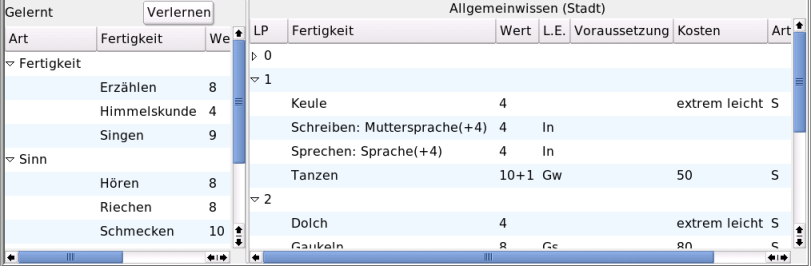 Gelernt Verlernen
Art Fertigkeit We
Fertigkeit
Erzählen 8
Himmelskunde 4
Singen 9
Sinn
Hören 8
Riechen 8
Schmecken 10
Allgemeinwissen (Stadt)
LP Fertigkeit Wert L.E. Voraussetzung Kosten Art
0
1
Keule 4 extrem leicht S
Schreiben: Muttersprache(+4) 4 In
Sprechen: Sprache(+4) 4 In
Tanzen 10+1 Gw 50 S
2
Dolch 4 extrem leicht S
Gaukeln 8 Gs 80 S